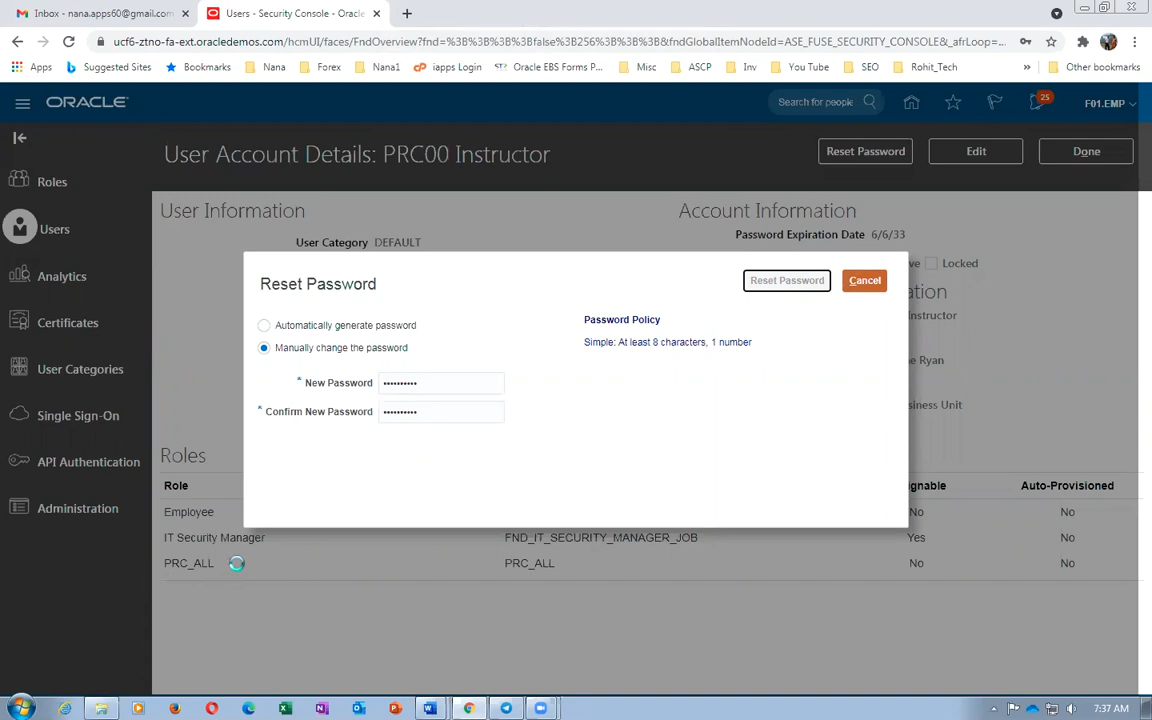 Inbox - nana.apps60@gmail.com
Users - Security Console - Oracle
ucf6-ztno-fa-ext.oracledemos.com/hcmUI/faces/FndOverview?fnd=%3B%3B%3B%3Bfalse%3B256%3B%3B%3B&fndGlobalItemNodeId=ASE_FUSE_SECURITY_CONSOLE&_afrLoop=...
Apps Suggested Sites Bookmarks Nana Forex Nana1 iapps Login Oracle EBS Forms P... Misc ASCP Inv You Tube SEO Rohit_Tech » Other bookmarks
ORACLE Search for people 25 F01.EMP
User Account Details: PRC00 Instructor Reset Password Edit Done
Roles
Users
Analytics
Certificates
User Categories
Single Sign-On
API Authentication
Administration
User Information Account Information
Password Expiration Date 6/6/33
User Category DEFAULT
ve Locked
ation
Instructor
e Ryan
usiness Unit
Reset Password Reset Password Cancel
Automatically generate password
Manually change the password
Password Policy
Simple: At least 8 characters, 1 number
* New Password ••••••••••
* Confirm New Password ••••••••••
Roles
Role gnable Auto-Provisioned
Employee No No
IT Security Manager FND_IT_SECURITY_MANAGER_JOB Yes No
PRC_ALL PRC_ALL No No
7:37 AM